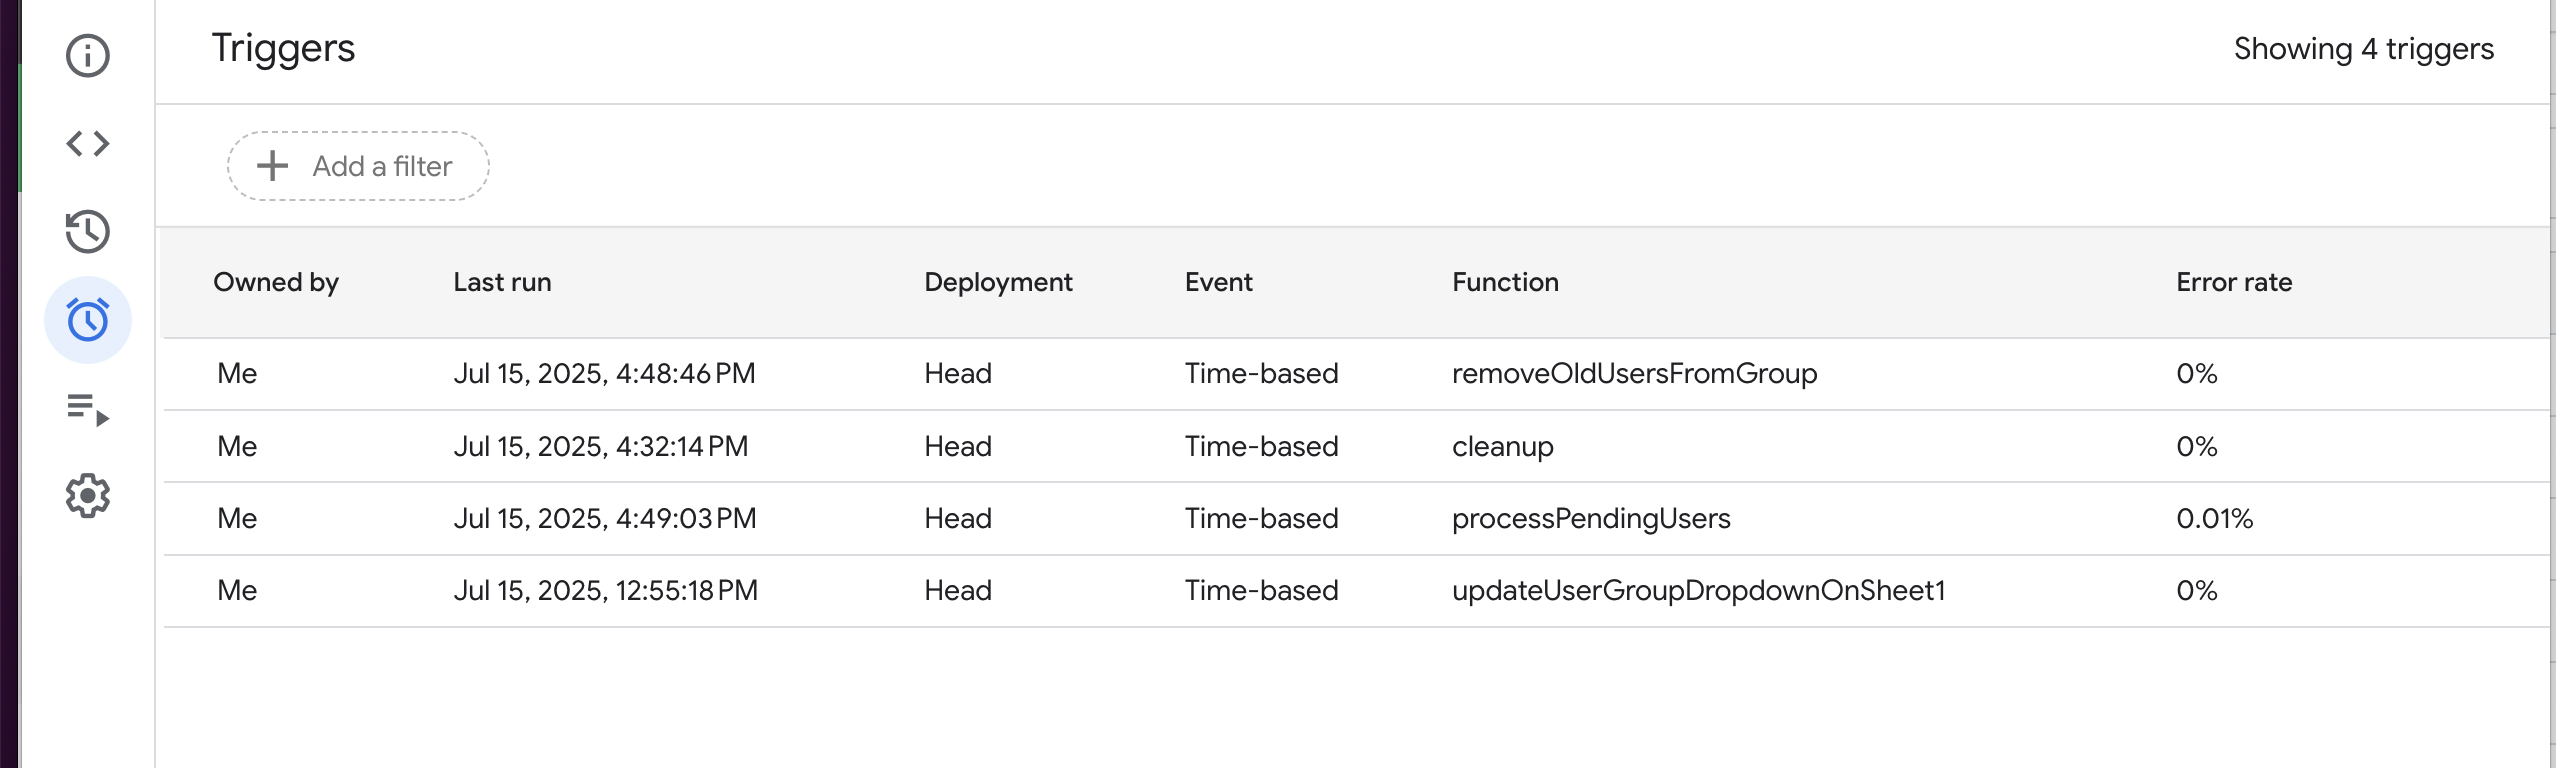 Triggers
Showing 4 triggers
Add a filter
Owned by Last run Deployment Event Function Error rate
Me Jul 15, 2025, 4:48:46 PM Head Time-based removeOldUsersFromGroup 0%
Me Jul 15, 2025, 4:32:14 PM Head Time-based cleanup 0%
Me Jul 15, 2025, 4:49:03 PM Head Time-based processPendingUsers 0.01%
Me Jul 15, 2025, 12:55:18 PM Head Time-based updateUserGroupDropdownOnSheet1 0%